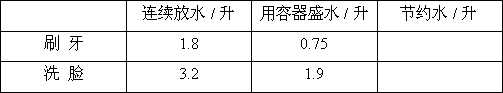 连续放水 / 升 用容器盛水 / 升 节约水 / 升
刷 牙 1.8 0.75
洗 脸 3.2 1.9